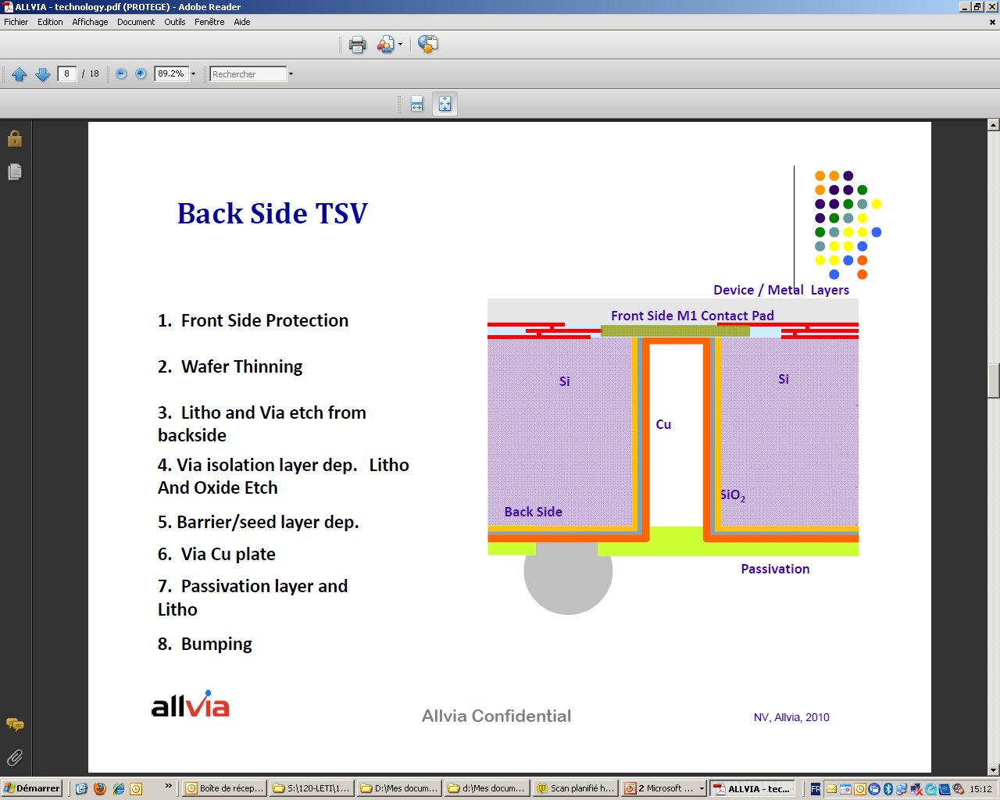 ALLVIA - technology.pdf (PROTEGE) - Adobe Reader
Fichier Edition Affichage Document Outils Fenêtre Aide
8 / 18 89.2% Rechercher
Back Side TSV
Device / Metal Layers
Front Side M1 Contact Pad
1. Front Side Protection
2. Wafer Thinning
3. Litho and Via etch from
backside
4. Via isolation layer dep. Litho
And Oxide Etch
5. Barrier/seed layer dep.
6. Via Cu plate
7. Passivation layer and
Litho
8. Bumping
Si
Si
Cu
SiO2
Back Side
Passivation
allvia
Allvia Confidential
NV, Allvia, 2010
Démarrer » Boîte de récep... S:\120-LETI\1... D:\Mes docum... d:\Mes docum... Scan planifié h... 2 Microsoft ... ALLVIA - tec... FR 15:12